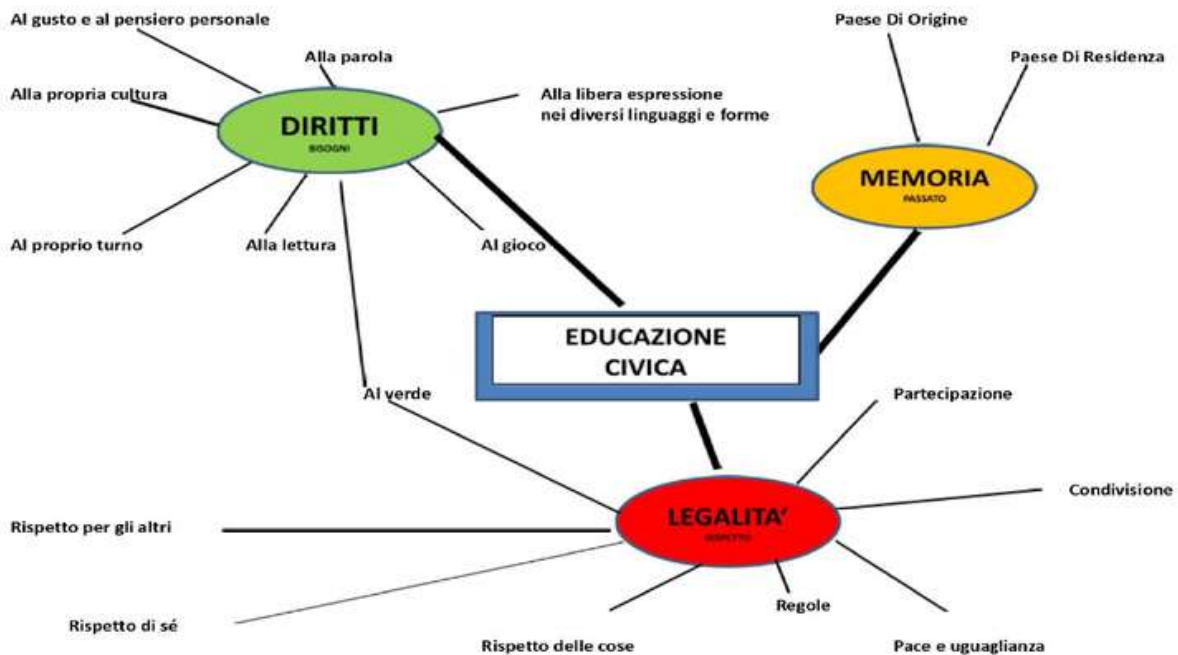 Al gusto e al pensiero personale
Paese Di Origine
Alla parola
Paese Di Residenza
Alla propria cultura
Alla libera espressione
nei diversi linguaggi e forme
DIRITTI
BISOGNI
MEMORIA
PASSATO
Al proprio turno
Alla lettura
Al gioco
EDUCAZIONE
CIVICA
Al verde
Partecipazione
Condivisione
LEGALITA'
RISPETTO
Rispetto per gli altri
Regole
Rispetto di sé
Rispetto delle cose
Pace e uguaglianza